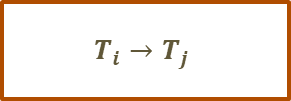 Tᵢ → Tⱼ